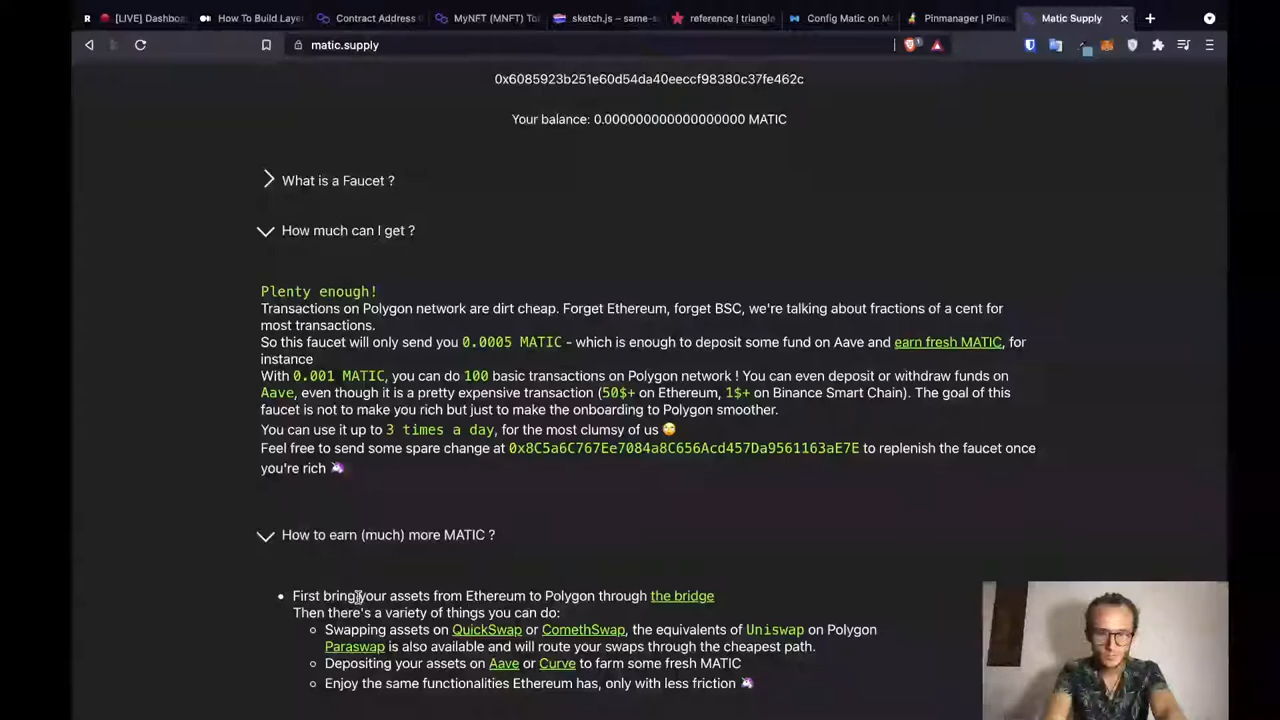 [LIVE] Dashboa
How To Build Laye
Contract Address
MyNFT (MNFT) To
sketch.js – same-s
reference | triangle
Config Matic on M
Pinmanager | Pina
Matic Supply
matic.supply
0x6085923b251e60d54da40eeccf98380c37fe462c
Your balance: 0.000000000000000000 MATIC
What is a Faucet ?
How much can I get ?
Plenty enough!
Transactions on Polygon network are dirt cheap. Forget Ethereum, forget BSC, we're talking about fractions of a cent for
most transactions.
So this faucet will only send you 0.0005 MATIC - which is enough to deposit some fund on Aave and earn fresh MATIC, for
instance
With 0.001 MATIC, you can do 100 basic transactions on Polygon network ! You can even deposit or withdraw funds on
Aave, even though it is a pretty expensive transaction (50$+ on Ethereum, 1$+ on Binance Smart Chain). The goal of this
faucet is not to make you rich but just to make the onboarding to Polygon smoother.
You can use it up to 3 times a day, for the most clumsy of us 😅
Feel free to send some spare change at 0x8C5a6C767Ee7084a8C656Acd457Da9561163aE7E to replenish the faucet once
you're rich 🦄
How to earn (much) more MATIC ?
First bring your assets from Ethereum to Polygon through the bridge
Then there's a variety of things you can do:
Swapping assets on QuickSwap or ComethSwap, the equivalents of Uniswap on Polygon
Paraswap is also available and will route your swaps through the cheapest path.
Depositing your assets on Aave or Curve to farm some fresh MATIC
Enjoy the same functionalities Ethereum has, only with less friction 🦄